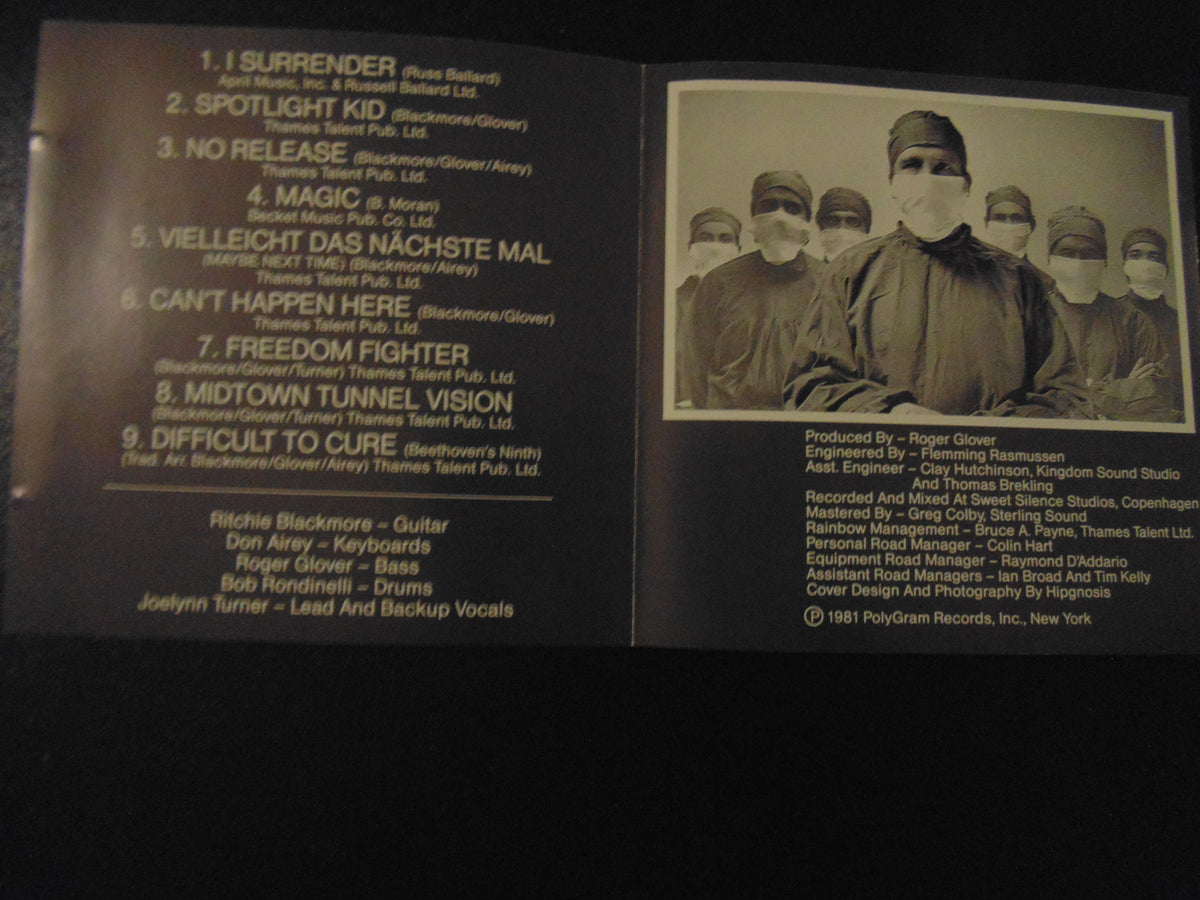 1. I SURRENDER (Russ Ballard)
April Music, Inc. & Russell Ballard Ltd.
2. SPOTLIGHT KID (Blackmore/Glover)
Thames Talent Pub. Ltd.
3. NO RELEASE (Blackmore/Glover/Airey)
Thames Talent Pub. Ltd.
4. MAGIC (B. Moran)
Becket Music Pub. Co. Ltd.
5. VIELLEICHT DAS NÄCHSTE MAL
(MAYBE NEXT TIME) (Blackmore/Airey)
Thames Talent Pub. Ltd.
6. CAN'T HAPPEN HERE (Blackmore/Glover)
Thames Talent Pub. Ltd.
7. FREEDOM FIGHTER
(Blackmore/Glover/Turner) Thames Talent Pub. Ltd.
8. MIDTOWN TUNNEL VISION
(Blackmore/Glover/Turner) Thames Talent Pub. Ltd.
9. DIFFICULT TO CURE (Beethoven's Ninth)
(Trad. Arr. Blackmore/Glover/Airey) Thames Talent Pub. Ltd.
Ritchie Blackmore – Guitar
Don Airey – Keyboards
Roger Glover – Bass
Bob Rondinelli – Drums
Joelynn Turner – Lead And Backup Vocals
Produced By – Roger Glover
Engineered By – Flemming Rasmussen
Asst. Engineer – Clay Hutchinson, Kingdom Sound Studio
And Thomas Brekling
Recorded And Mixed At Sweet Silence Studios, Copenhagen
Mastered By – Greg Colby, Sterling Sound
Rainbow Management – Bruce A. Payne, Thames Talent Ltd.
Personal Road Manager – Colin Hart
Equipment Road Manager – Raymond D'Addario
Assistant Road Managers – Ian Broad And Tim Kelly
Cover Design And Photography By Hipgnosis
Ⓟ 1981 PolyGram Records, Inc., New York